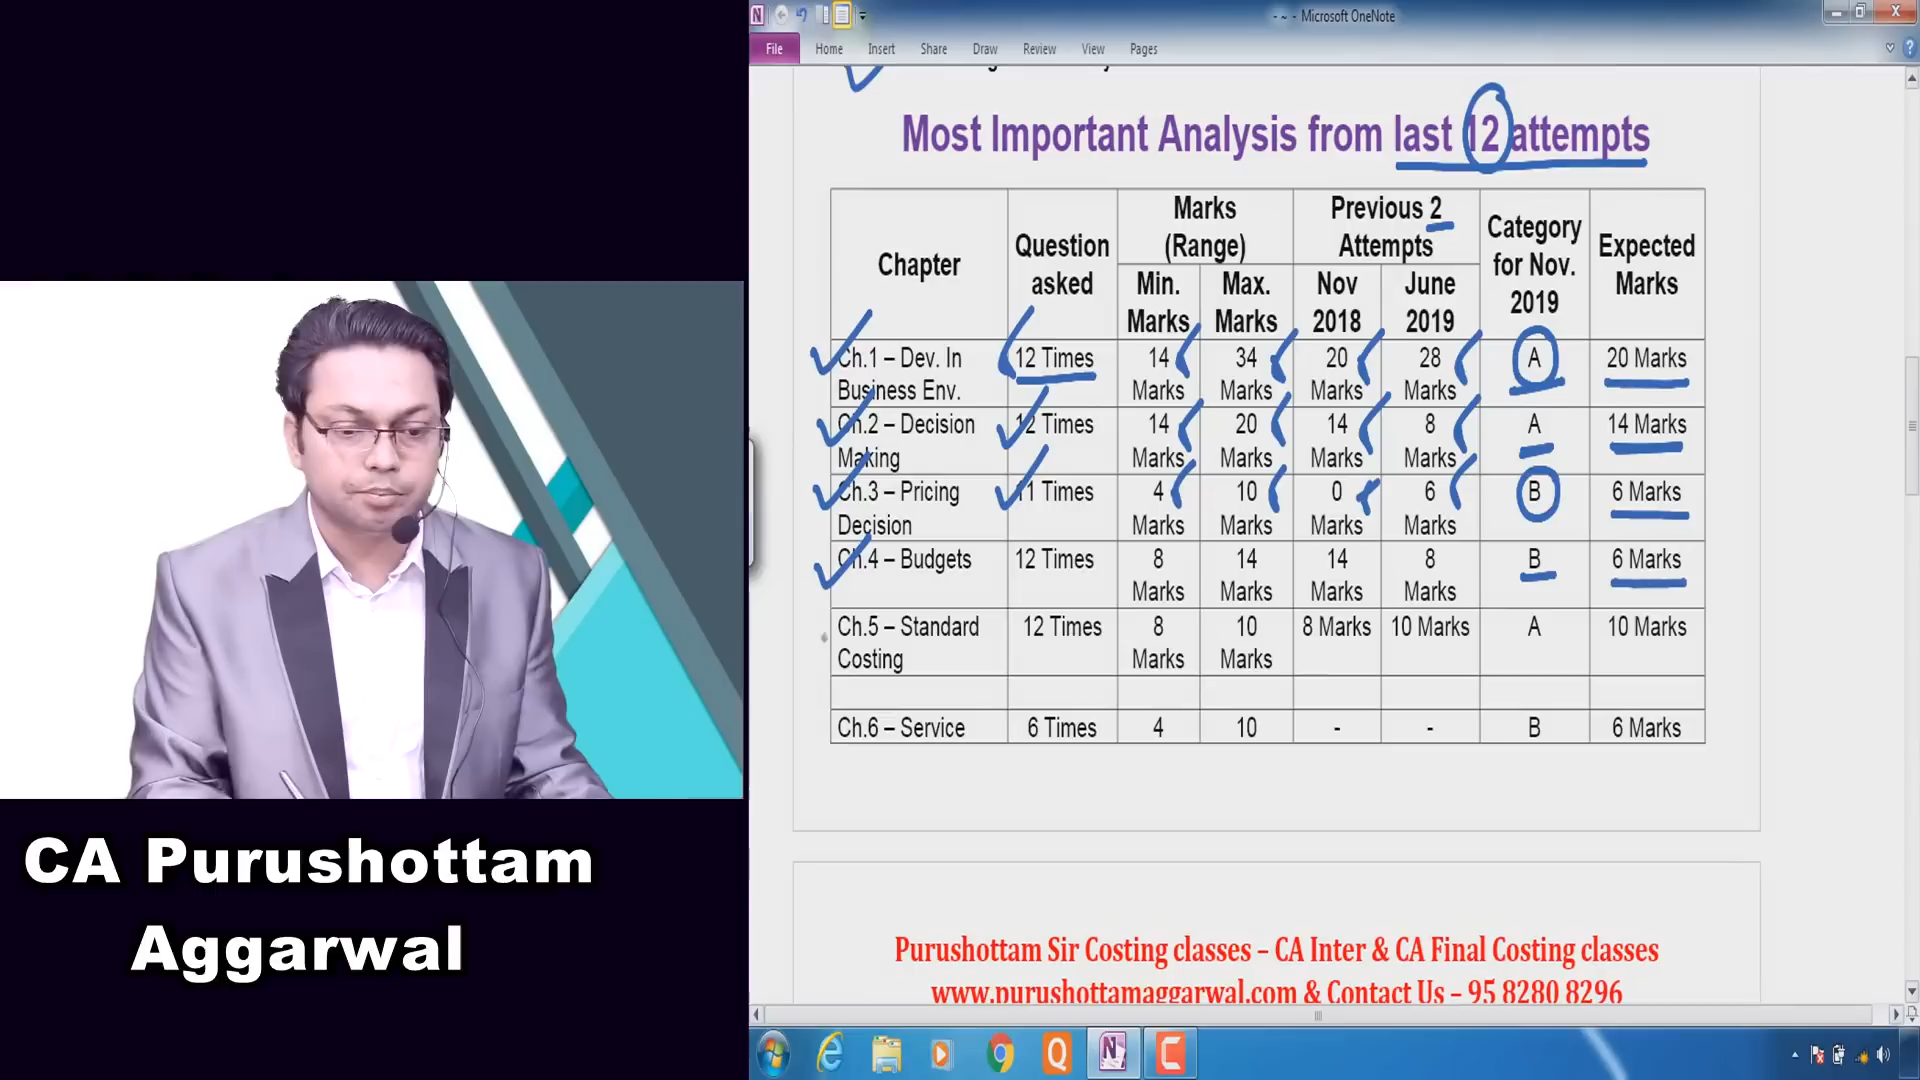 - ~ - Microsoft OneNote
File Home Insert Share Draw Review View Pages
Most Important Analysis from last 12 attempts
Chapter
Question asked
Marks (Range)
Previous 2 Attempts
Category for Nov. 2019
Expected Marks
Min. Marks
Max. Marks
Nov 2018
June 2019
Ch.1 – Dev. In Business Env. 12 Times 14 Marks 34 Marks 20 Marks 28 Marks A 20 Marks
Ch.2 – Decision Making 12 Times 14 Marks 20 Marks 14 Marks 8 Marks A 14 Marks
Ch.3 – Pricing Decision 11 Times 4 Marks 10 Marks 0 Marks 6 Marks B 6 Marks
Ch.4 – Budgets 12 Times 8 Marks 14 Marks 14 Marks 8 Marks B 6 Marks
Ch.5 – Standard Costing 12 Times 8 Marks 10 Marks 8 Marks 10 Marks A 10 Marks
Ch.6 – Service 6 Times 4 10 - - B 6 Marks
Purushottam Sir Costing classes – CA Inter & CA Final Costing classes
www.purushottamaggarwal.com & Contact Us – 95 8280 8296
CA Purushottam
Aggarwal